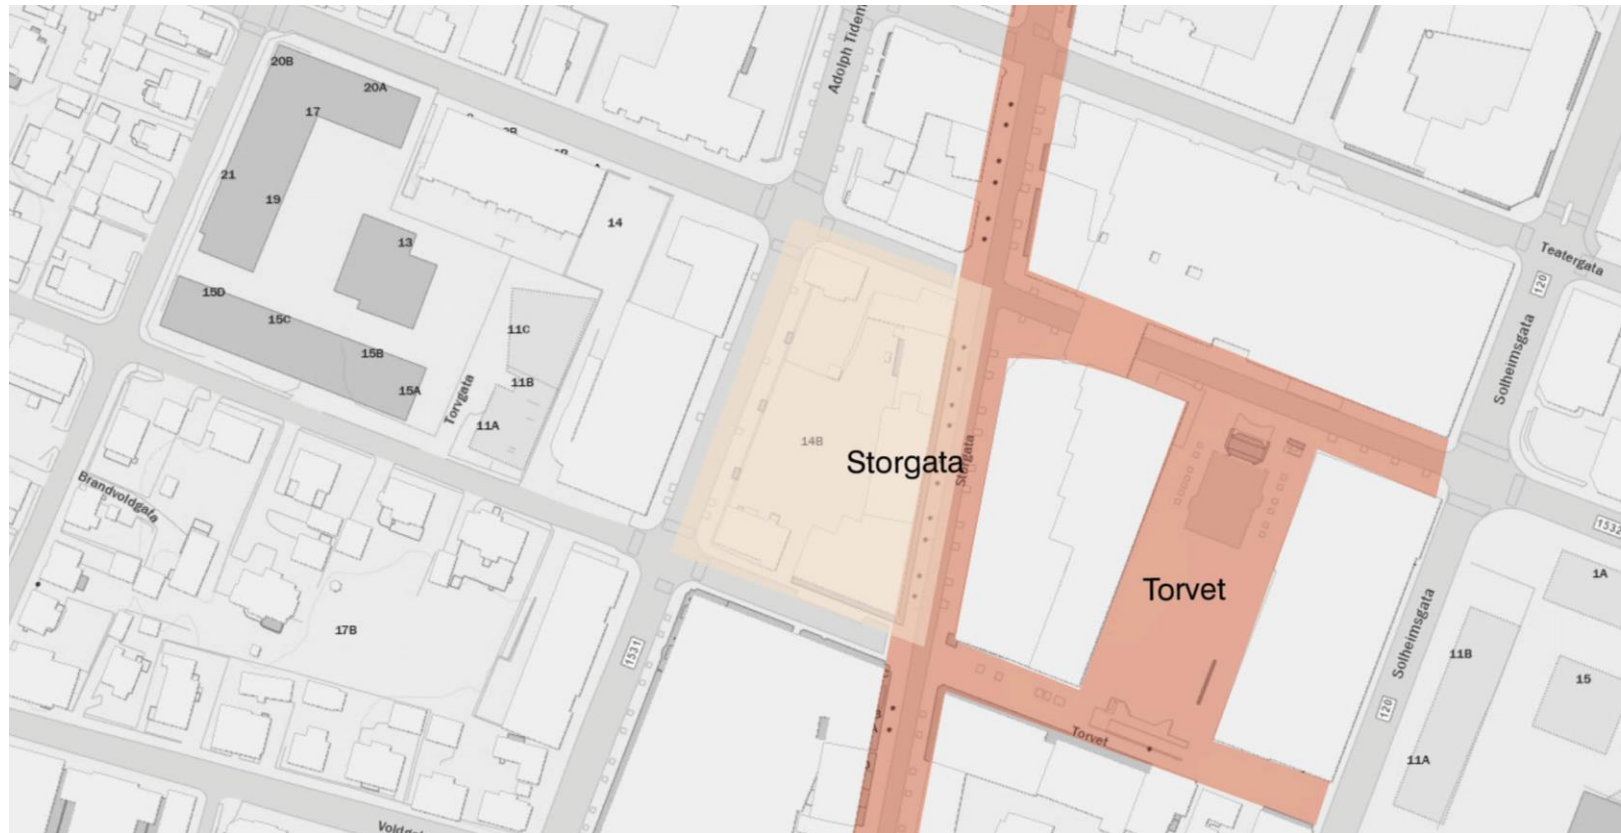 20B
20A
17
Adolph Tidem
21
19
13
14
Teatergata
120
15D
15C
15B
15A
11C
11B
Torvgata
11A
Solheimsgata
14B
Storgata
Storgata
Brandvoldgata
1532
1A
Torvet
17B
1531
Solheimsgata
11B
15
120
Torvet
11A
Voldg